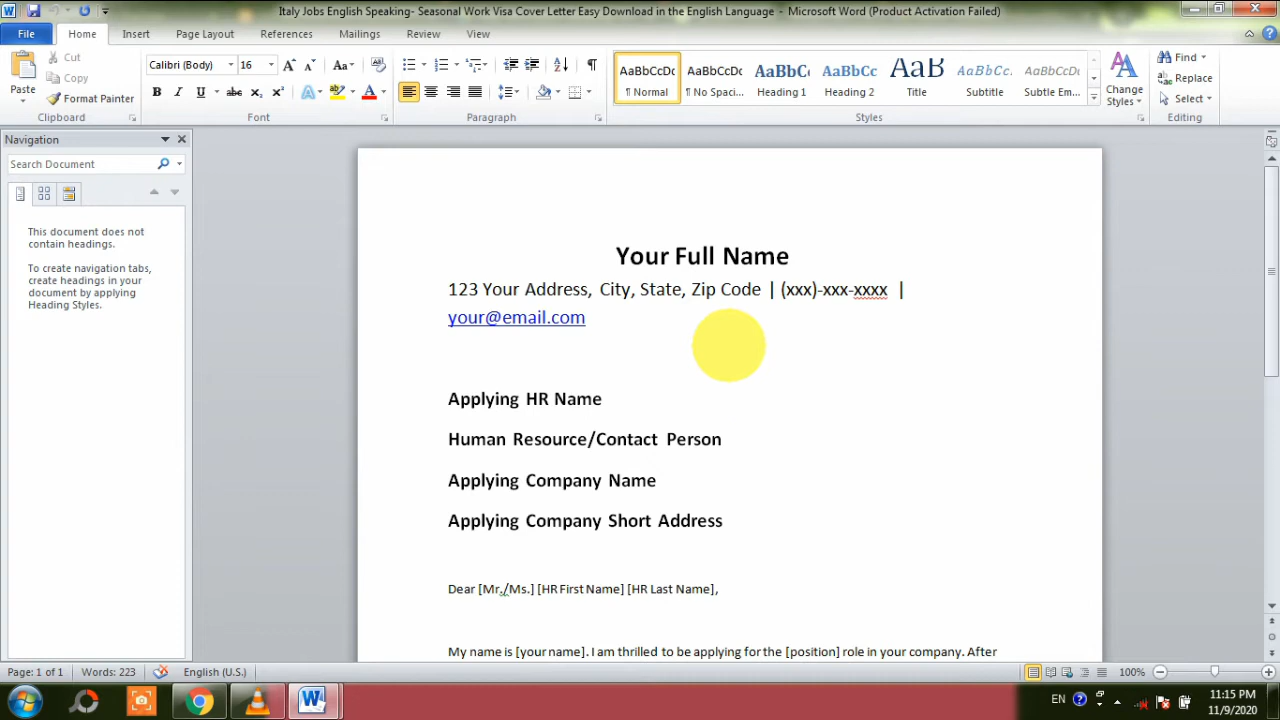 Italy Jobs English Speaking- Seasonal Work Visa Cover Letter Easy Download in the English Language - Microsoft Word (Product Activation Failed)
File Home Insert Page Layout References Mailings Review View
Cut
Copy
Format Painter
Paste
Clipboard
Calibri (Body) 16
Font
Paragraph
AaBbCcDc AaBbCcDc AaBbCc AaBbCc AaB AaBbCc. AaBbCcDc
¶ Normal ¶ No Spaci... Heading 1 Heading 2 Title Subtitle Subtle Em...
Styles
Change Styles
Find
Replace
Select
Editing
Navigation
Search Document
This document does not
contain headings.
To create navigation tabs,
create headings in your
document by applying
Heading Styles.
Your Full Name
123 Your Address, City, State, Zip Code | (xxx)-xxx-xxxx |
your@email.com
Applying HR Name
Human Resource/Contact Person
Applying Company Name
Applying Company Short Address
Dear [Mr./Ms.] [HR First Name] [HR Last Name],
My name is [your name]. I am thrilled to be applying for the [position] role in your company. After
Page: 1 of 1 Words: 223 English (U.S.) 100%
EN 11:15 PM
11/9/2020